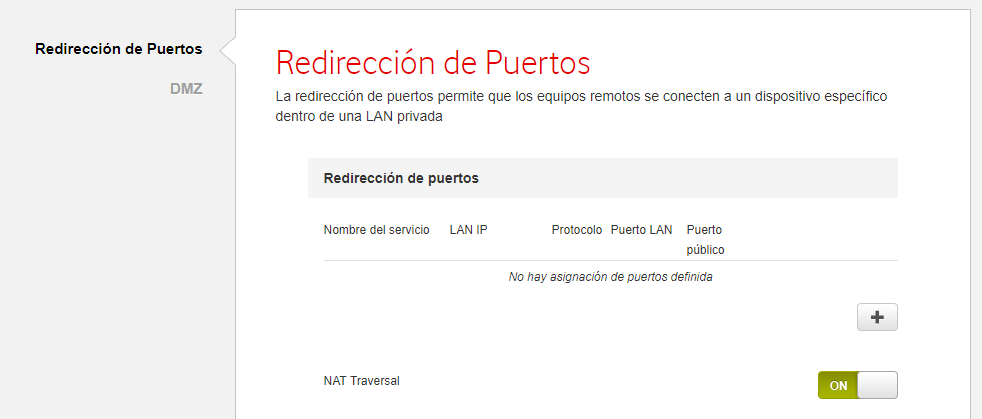 Redirección de Puertos
DMZ
Redirección de Puertos
La redirección de puertos permite que los equipos remotos se conecten a un dispositivo específico
dentro de una LAN privada
Redirección de puertos
Nombre del servicio LAN IP Protocolo Puerto LAN Puerto
público
No hay asignación de puertos definida
NAT Traversal ON